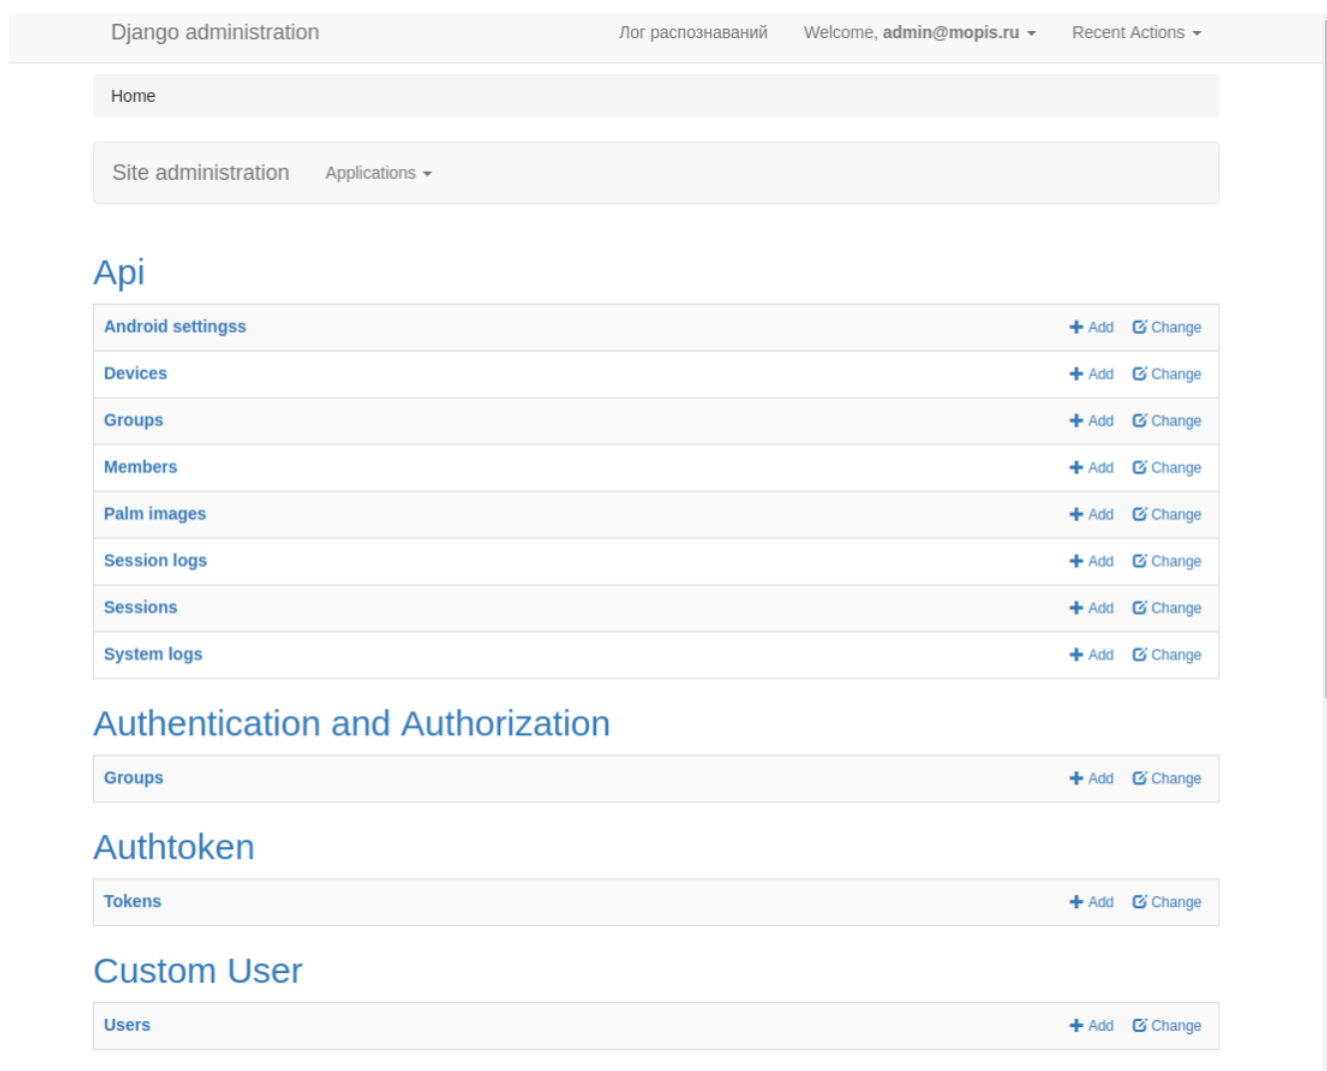 Django administration Лог распознаваний Welcome, admin@mopis.ru Recent Actions
Home
Site administration Applications
Api
Android settingss Add Change
Devices Add Change
Groups Add Change
Members Add Change
Palm images Add Change
Session logs Add Change
Sessions Add Change
System logs Add Change
Authentication and Authorization
Groups Add Change
Authtoken
Tokens Add Change
Custom User
Users Add Change